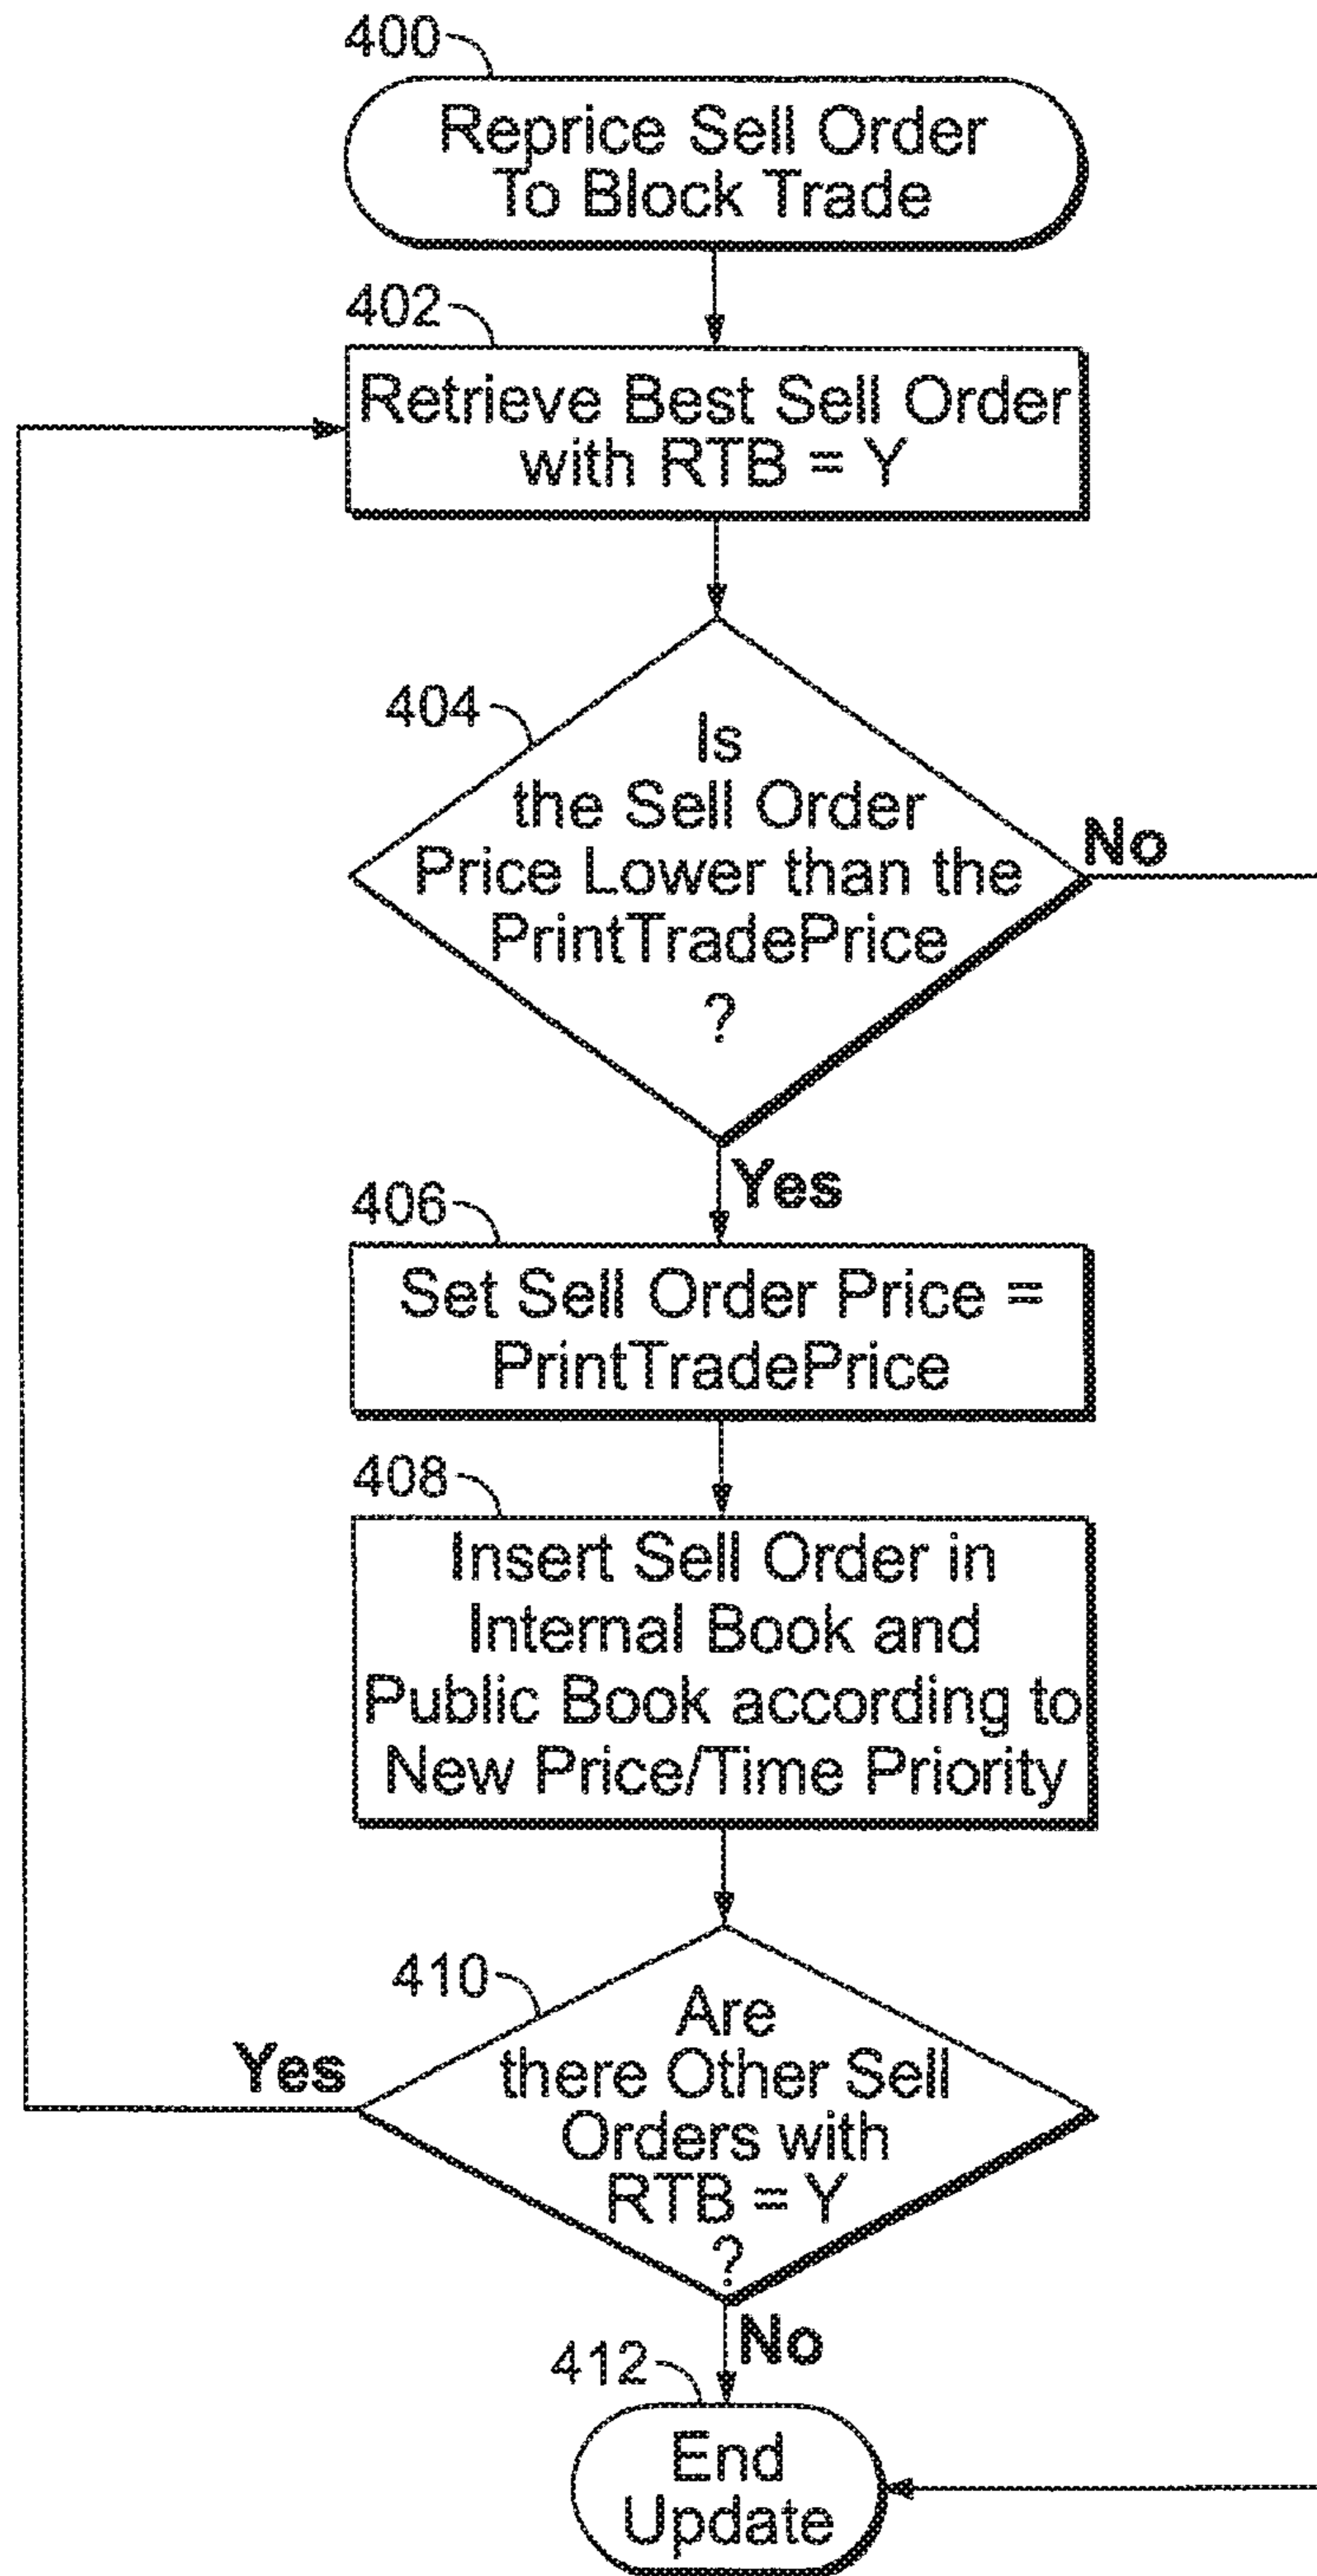 400
Reprice Sell Order
To Block Trade
402
Retrieve Best Sell Order
with RTB = Y
404
Is
the Sell Order
Price Lower than the
PrintTradePrice
?
No
Yes
406
Set Sell Order Price =
PrintTradePrice
408
Insert Sell Order in
Internal Book and
Public Book according to
New Price/Time Priority
410
Are
there Other Sell
Orders with
RTB = Y
?
Yes
No
412
End
Update